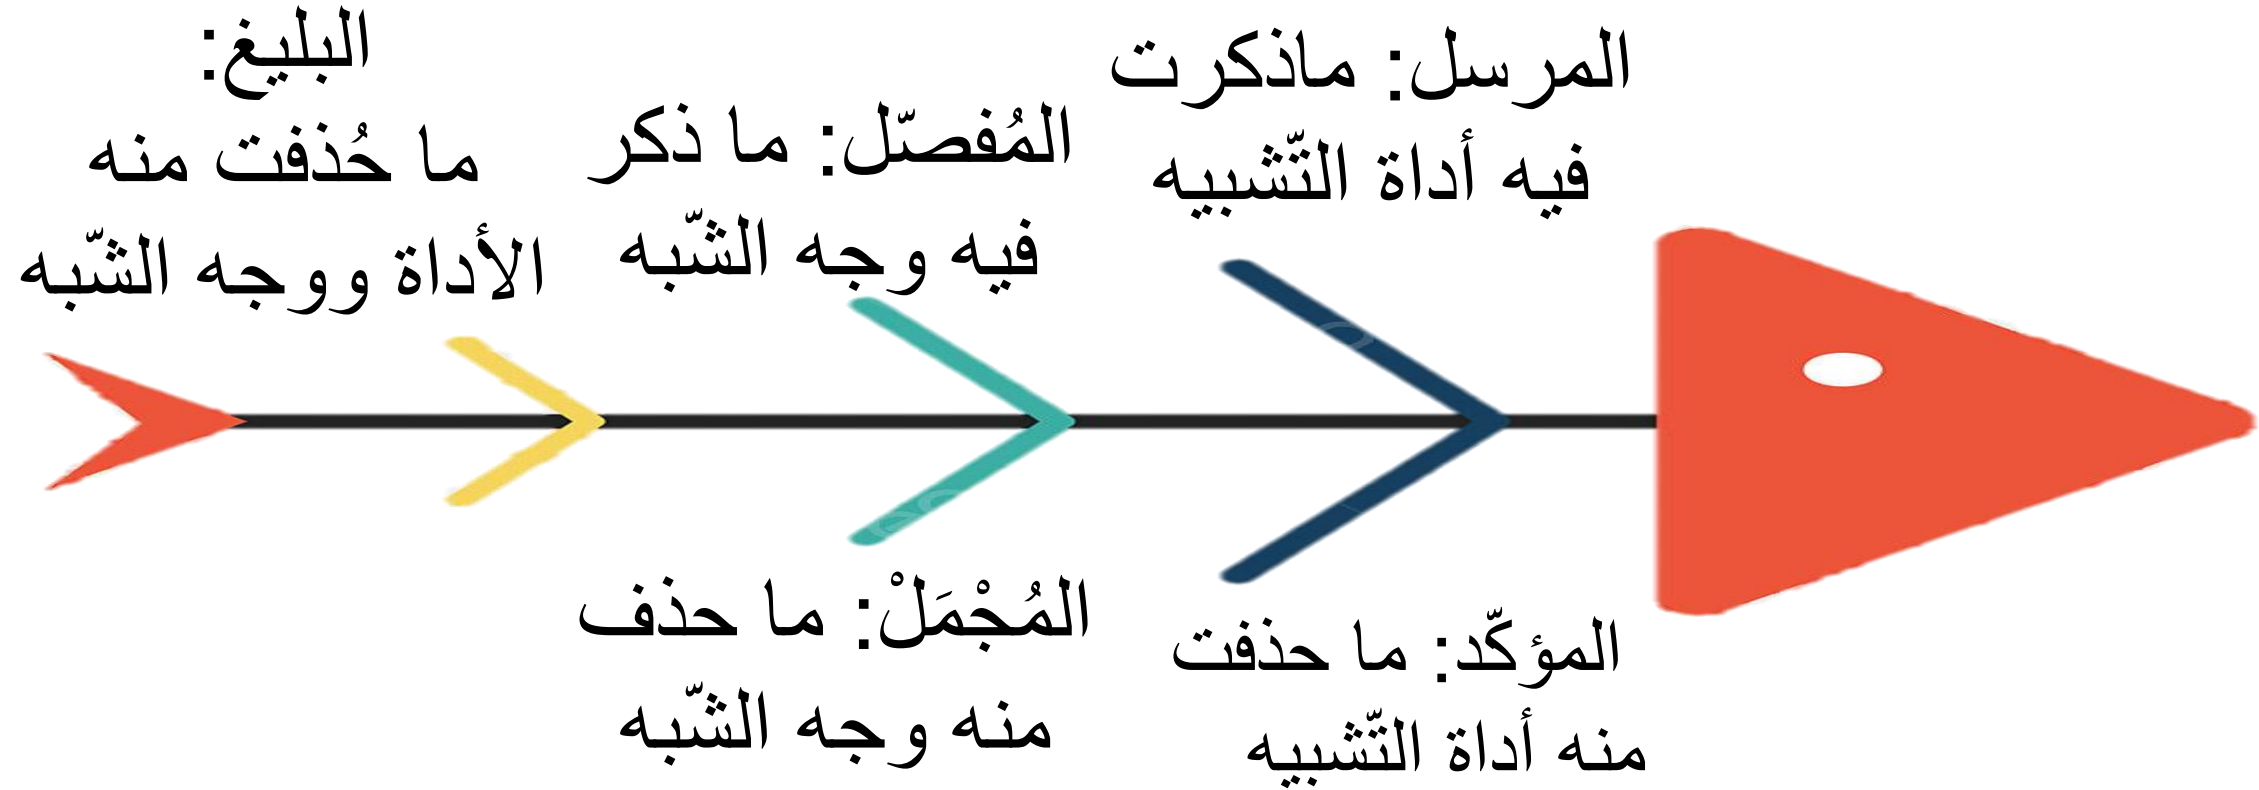 المرسل: ماذكرت
فيه أداة التّشبيه
المُفصّل: ما ذكر
فيه وجه الشّبه
البليغ:
ما حُذفت منه
الأداة ووجه الشّبه
المؤكّد: ما حذفت
منه أداة التّشبيه
المُجْمَلْ: ما حذف
منه وجه الشّبه